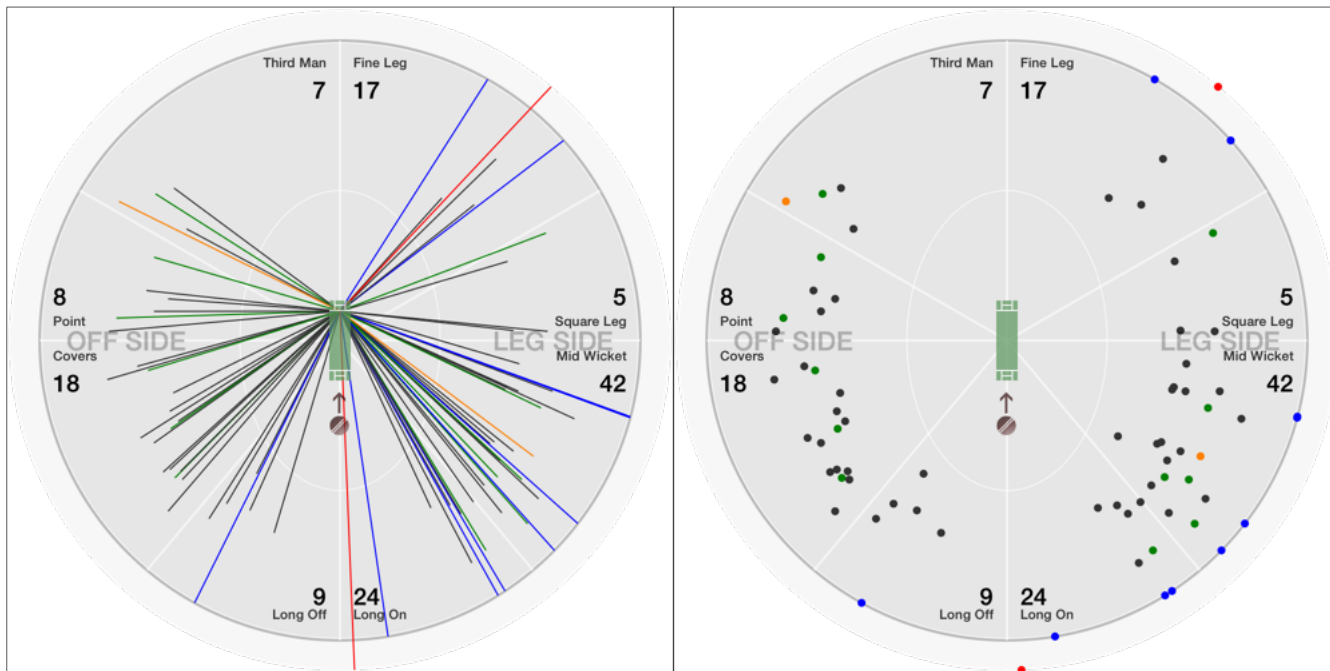 Third Man Fine Leg
7 17
8 5
Point Square Leg
OFF SIDE LEG SIDE
Covers Mid Wicket
18 42
9 24
Long Off Long On
Third Man Fine Leg
7 17
8 5
Point Square Leg
OFF SIDE LEG SIDE
Covers Mid Wicket
18 42
9 24
Long Off Long On